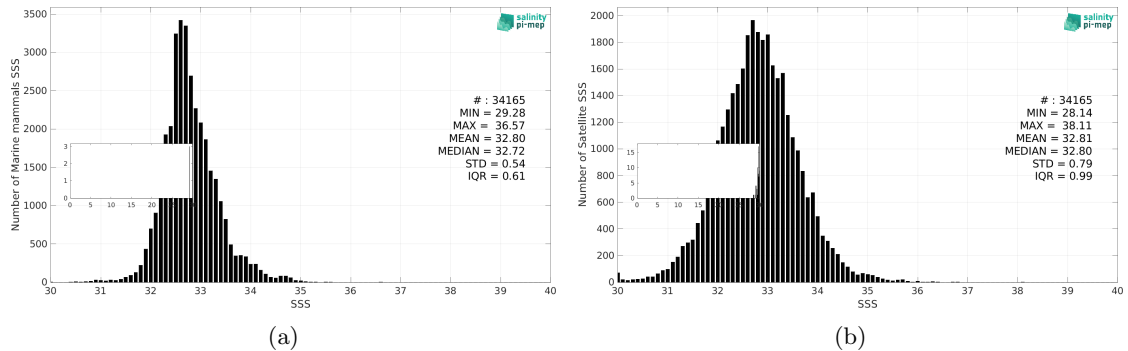 3500
3000
2500
2000
1500
1000
500
0
Number of Marine mammals SSS
30 31 32 33 34 35 36 37 38 39 40
SSS
salinity
pi-mep
# : 34165
MIN = 29.28
MAX = 36.57
MEAN = 32.80
MEDIAN = 32.72
STD = 0.54
IQR = 0.61
3
2
1
0
0 5 10 15 20
(a)
2000
1800
1600
1400
1200
1000
800
600
400
200
0
Number of Satellite SSS
30 31 32 33 34 35 36 37 38 39 40
SSS
salinity
pi-mep
# : 34165
MIN = 28.14
MAX = 38.11
MEAN = 32.81
MEDIAN = 32.80
STD = 0.79
IQR = 0.99
15
10
5
0
0 5 10 15 20
(b)